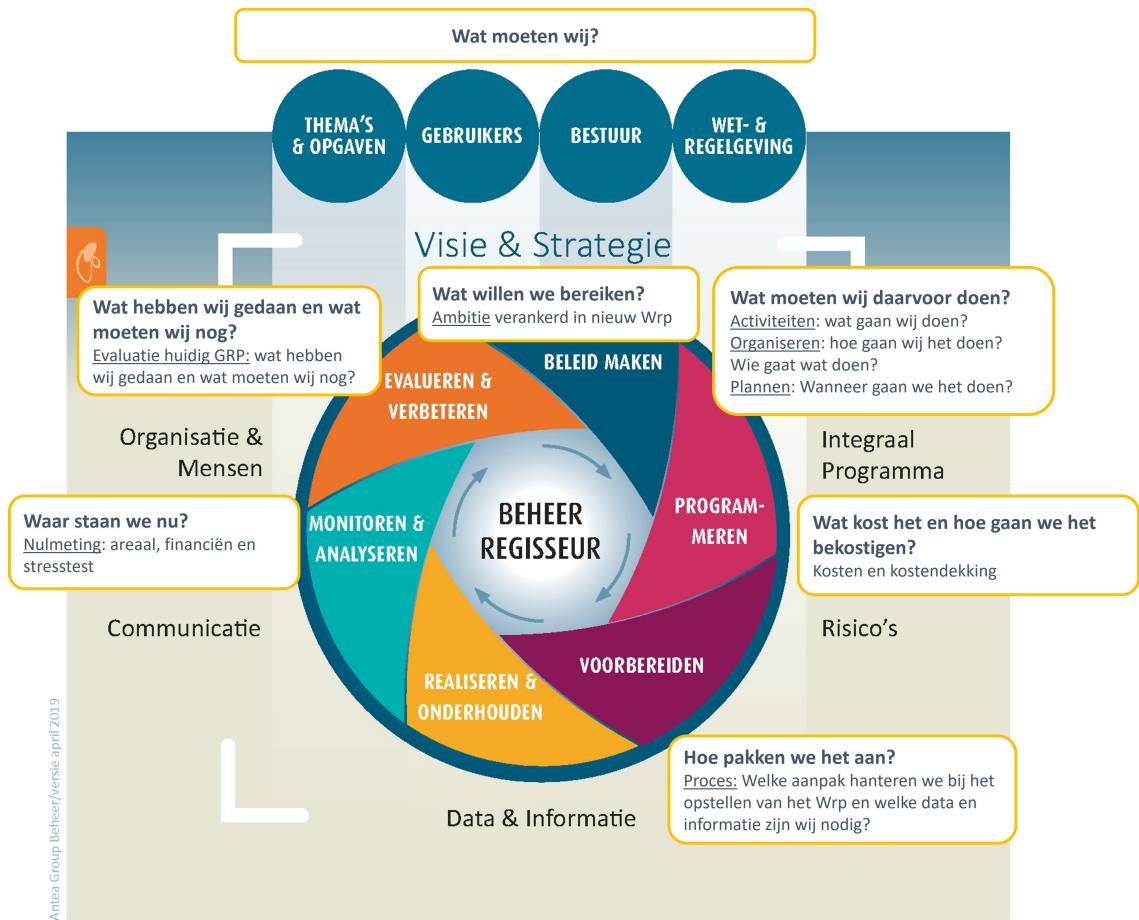 Wat moeten wij?
THEMA'S
& OPGAVEN
GEBRUIKERS
BESTUUR
WET- &
REGELGEVING
Visie & Strategie
Wat hebben wij gedaan en wat
moeten wij nog?
Evaluatie huidig GRP: wat hebben
wij gedaan en wat moeten wij nog?
Wat willen we bereiken?
Ambitie verankerd in nieuw Wrp
Wat moeten wij daarvoor doen?
Activiteiten: wat gaan wij doen?
Organiseren: hoe gaan wij het doen?
Wie gaat wat doen?
Plannen: Wanneer gaan we het doen?
EVALUEREN &
VERBETEREN
BELEID MAKEN
Organisatie &
Mensen
Integraal
Programma
Waar staan we nu?
Nulmeting: areaal, financiën en
stresstest
MONITOREN &
ANALYSEREN
BEHEER
REGISSEUR
PROGRAM-
MEREN
Wat kost het en hoe gaan we het
bekostigen?
Kosten en kostendekking
Communicatie
Risico's
VOORBEREIDEN
REALISEREN &
ONDERHOUDEN
Hoe pakken we het aan?
Proces: Welke aanpak hanteren we bij het
opstellen van het Wrp en welke data en
informatie zijn wij nodig?
Data & Informatie
Antea Group Beheer/versie april 2019